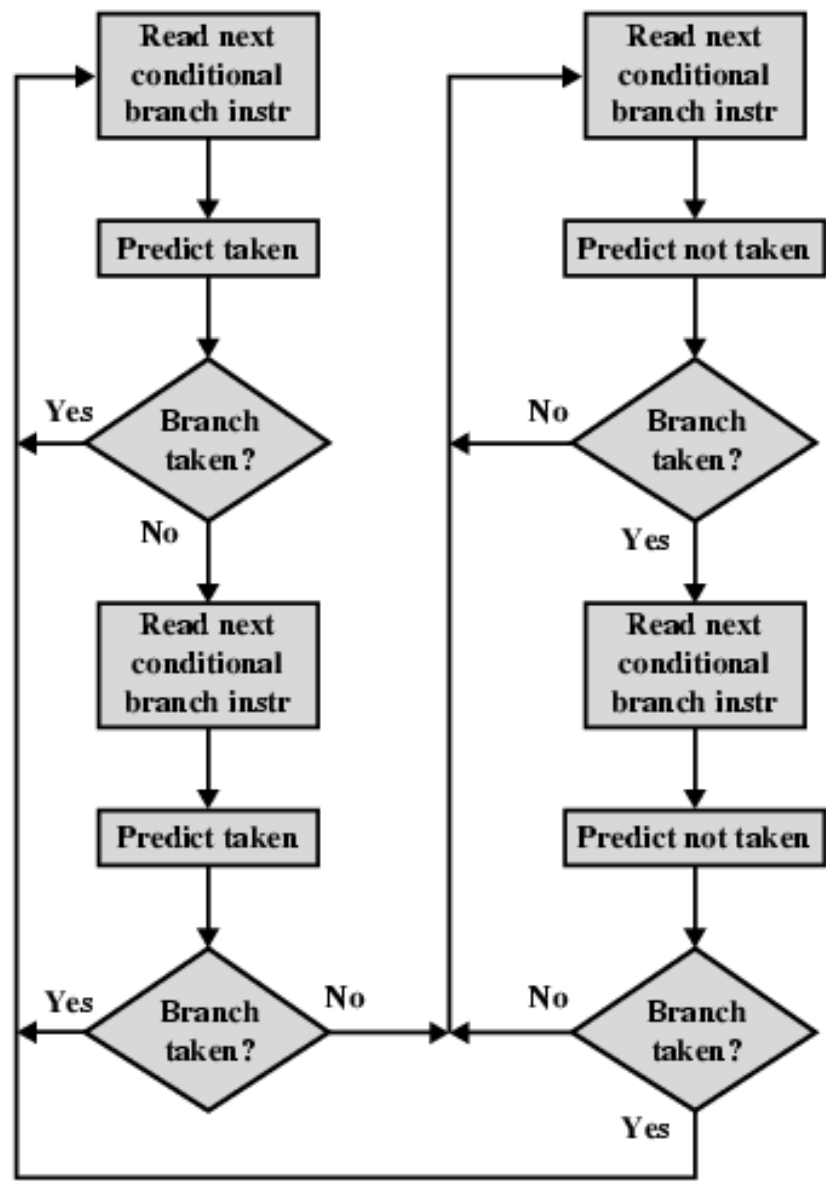 Read next
conditional
branch instr
Predict taken
Yes
Branch
taken?
No
Read next
conditional
branch instr
Predict taken
Yes
Branch
taken?
No
Read next
conditional
branch instr
Predict not taken
No
Branch
taken?
Yes
Read next
conditional
branch instr
Predict not taken
No
Branch
taken?
Yes